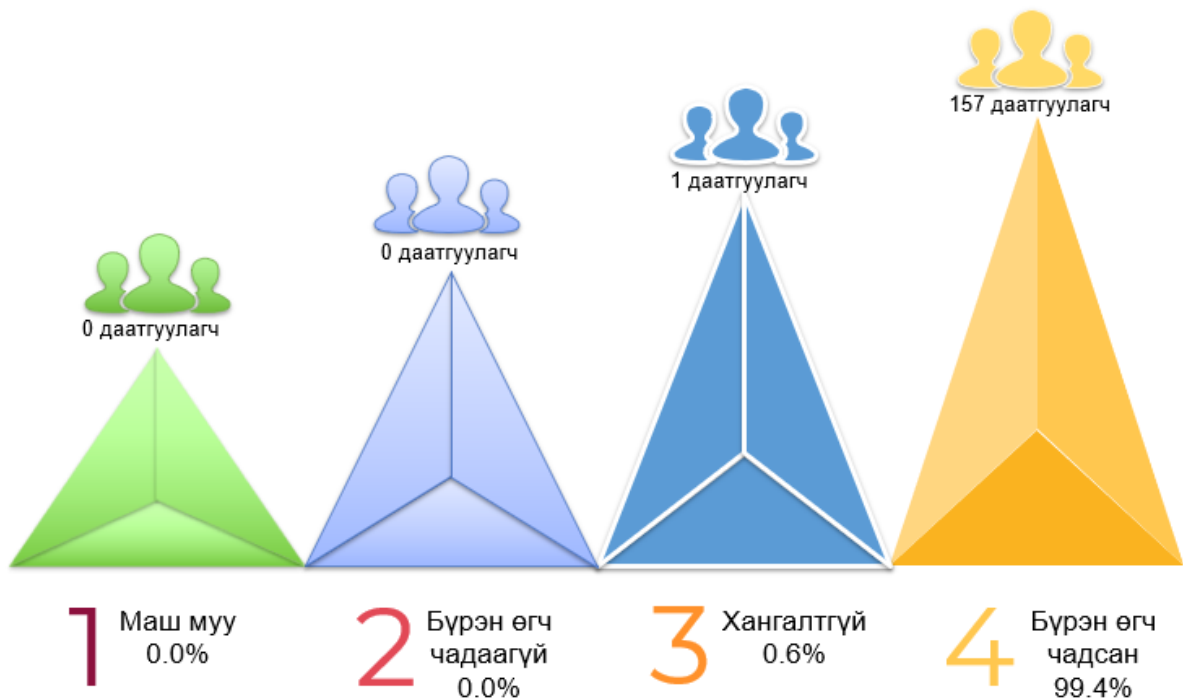 157 даатгуулагч
1 даатгуулагч
0 даатгуулагч
0 даатгуулагч
1 Маш муу
0.0%
2 Бүрэн өгч
чадаагүй
0.0%
3 Хангалтгүй
0.6%
4 Бүрэн өгч
чадсан
99.4%